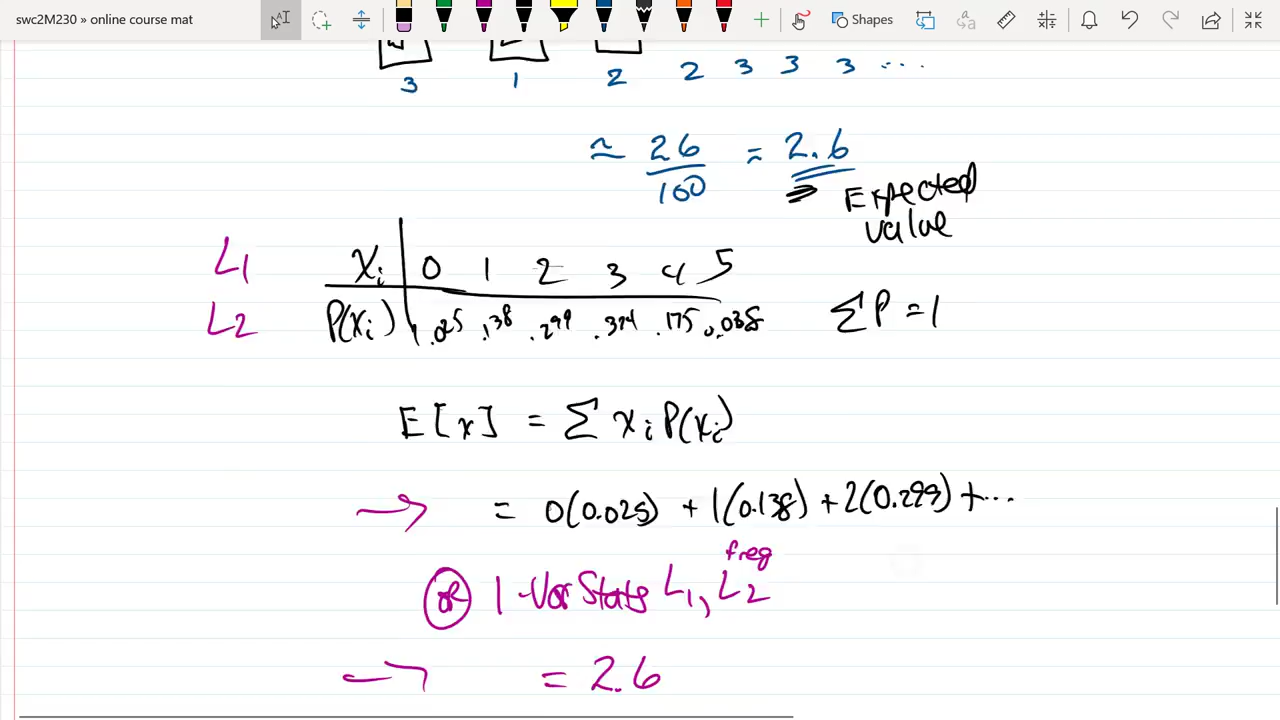 swc2M230 » online course mat
Shapes
3 1 2 2 3 3 3 ...
≈ 26/100 = 2.6
Expected
value
L1 Xi 0 1 2 3 4 5
L2 P(xi) .025 .138 .299 .324 .175 0.038 ΣP = 1
E[x] = Σ xi P(xi)
→ = 0(0.025) + 1(0.138) + 2(0.299) + ...
freq
or 1-Var Stats L1, L2
→ = 2.6